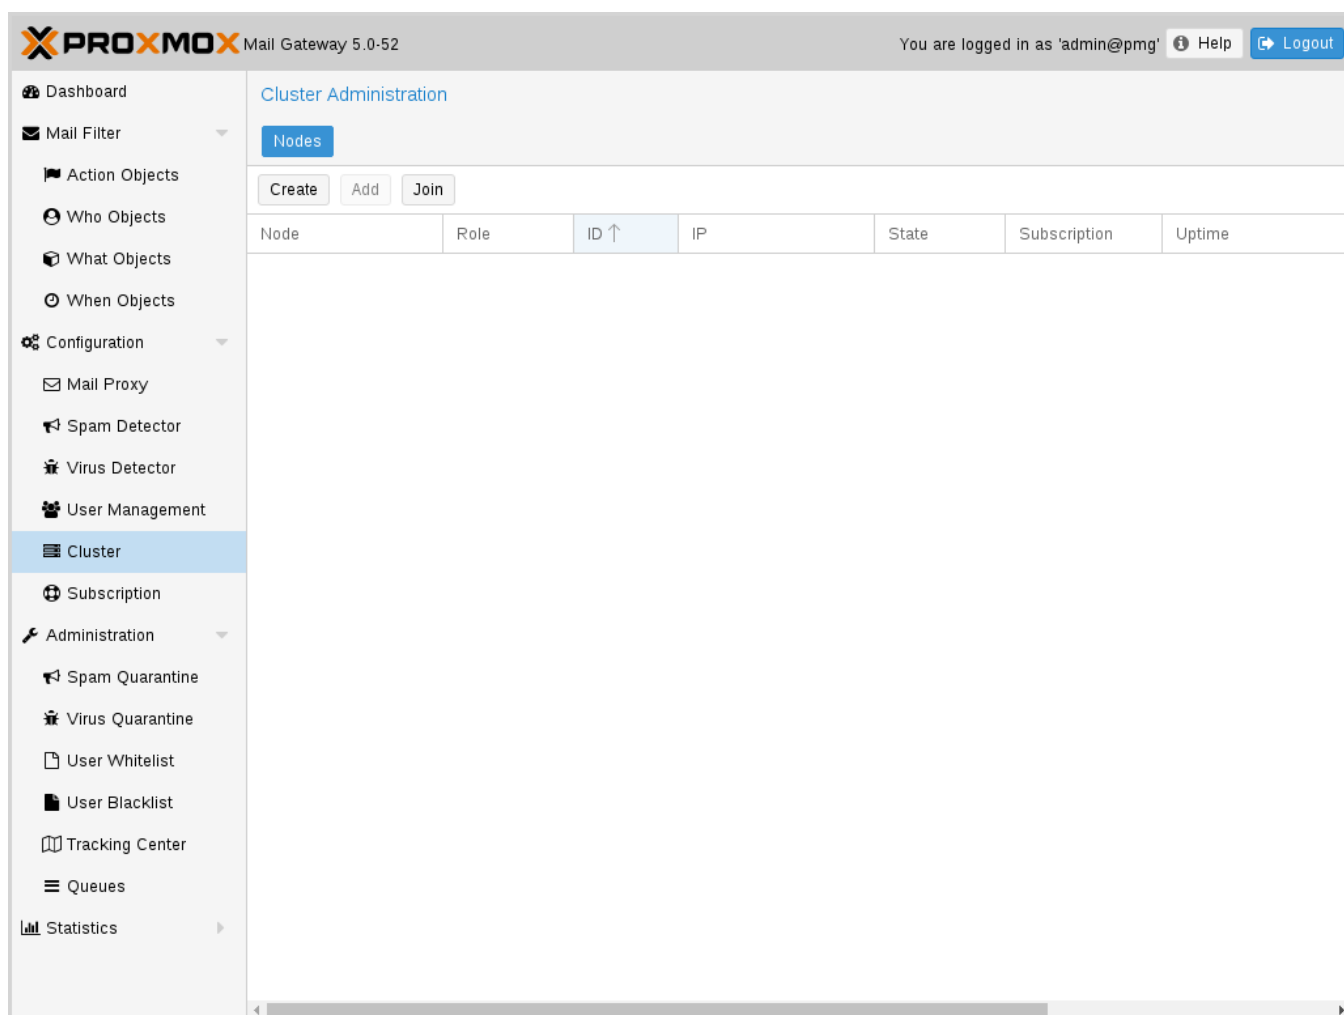 PROXMOX Mail Gateway 5.0-52 You are logged in as 'admin@pmg' Help Logout
Dashboard
Mail Filter
Action Objects
Who Objects
What Objects
When Objects
Configuration
Mail Proxy
Spam Detector
Virus Detector
User Management
Cluster
Subscription
Administration
Spam Quarantine
Virus Quarantine
User Whitelist
User Blacklist
Tracking Center
Queues
Statistics
Cluster Administration
Nodes
Create Add Join
Node Role ID IP State Subscription Uptime